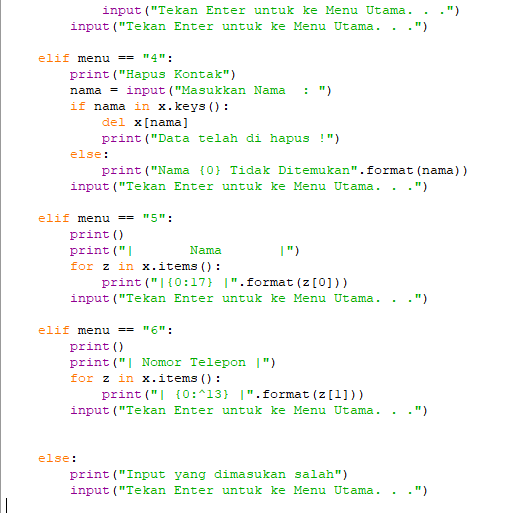 input("Tekan Enter untuk ke Menu Utama. . .")
        input("Tekan Enter untuk ke Menu Utama. . .")
    elif menu == "4":
        print("Hapus Kontak")
        nama = input("Masukkan Nama  : ")
        if nama in x.keys():
            del x[nama]
            print("Data telah di hapus !")
        else:
            print("Nama {0} Tidak Ditemukan".format(nama))
        input("Tekan Enter untuk ke Menu Utama. . .")
    elif menu == "5":
        print()
        print("|       Nama       |")
        for z in x.items():
            print("|{0:17} |".format(z[0]))
        input("Tekan Enter untuk ke Menu Utama. . .")
    elif menu == "6":
        print()
        print("| Nomor Telepon |")
        for z in x.items():
            print("| {0:^13} |".format(z[1]))
        input("Tekan Enter untuk ke Menu Utama. . .")
    else:
        print("Input yang dimasukan salah")
        input("Tekan Enter untuk ke Menu Utama. . .")